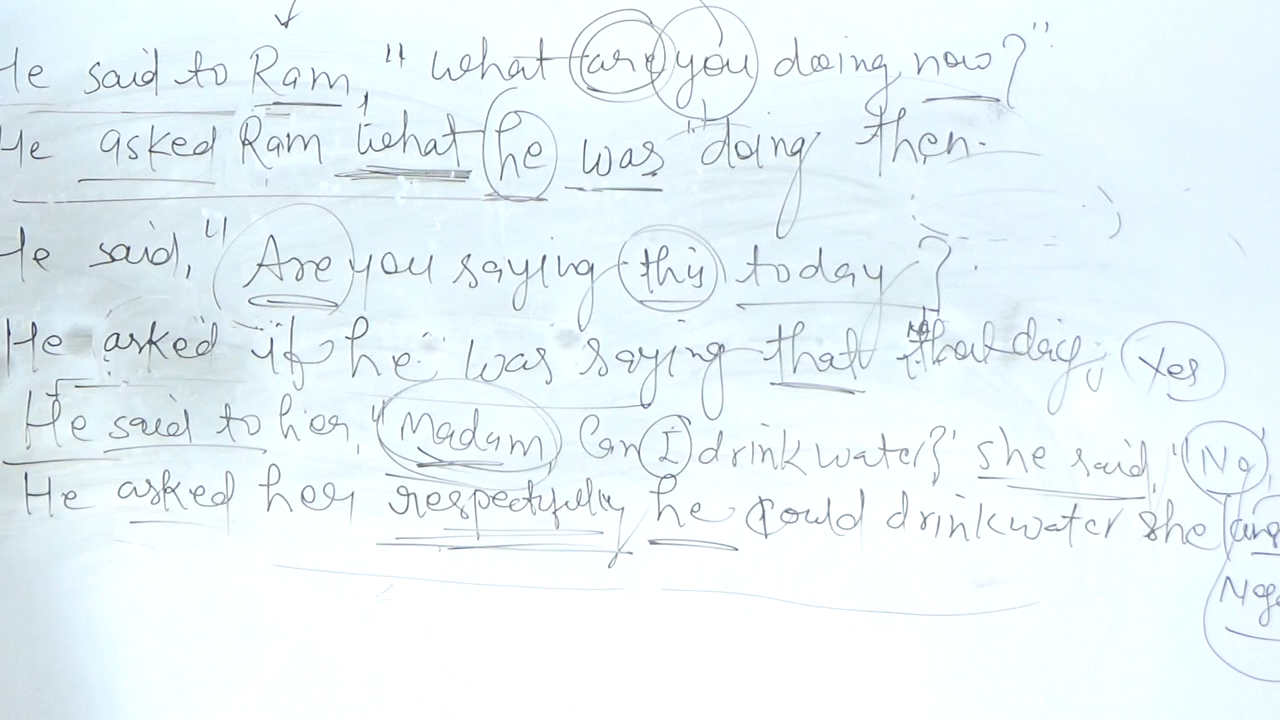 He said to Ram, "what are you doing now?"
He asked Ram what he was doing then.
He said, "Are you saying this today?
He asked if he was saying that that day, Yes
He said to her, "Madam, Can I drink water?" she said, "No,
He asked her respectfully he could drink water she